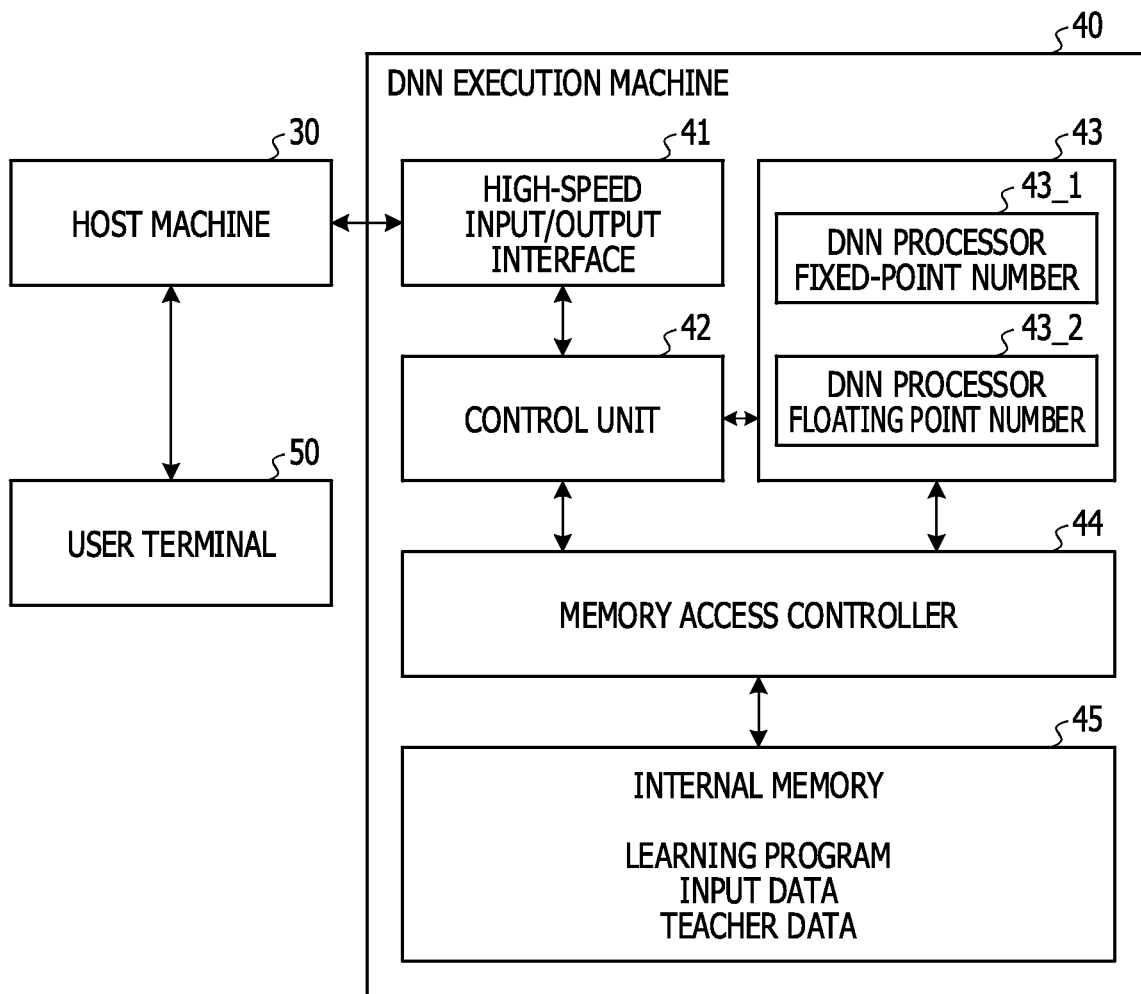 40
DNN EXECUTION MACHINE
30
HOST MACHINE
41
HIGH-SPEED
INPUT/OUTPUT
INTERFACE
43
43_1
DNN PROCESSOR
FIXED-POINT NUMBER
43_2
DNN PROCESSOR
FLOATING POINT NUMBER
42
CONTROL UNIT
50
USER TERMINAL
44
MEMORY ACCESS CONTROLLER
45
INTERNAL MEMORY
LEARNING PROGRAM
INPUT DATA
TEACHER DATA